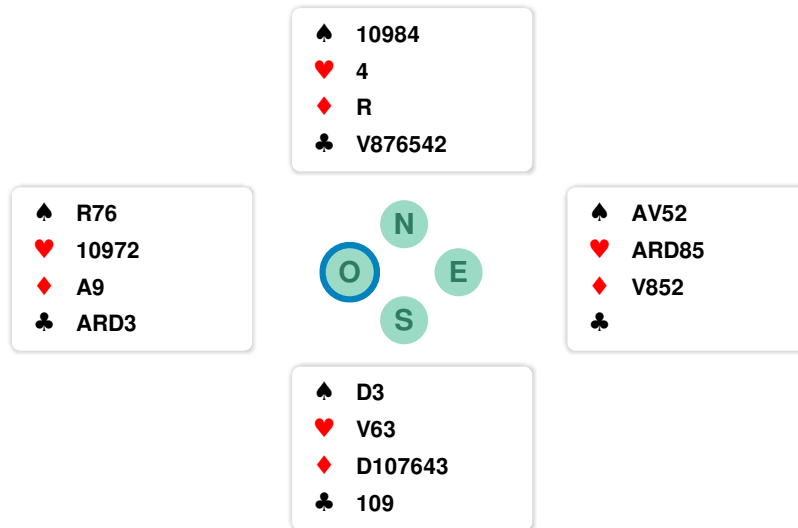 ♠ 10984
♥ 4
♦ R
♣ V876542
♠ R76
♥ 10972
♦ A9
♣ ARD3
N
O
E
S
♠ AV52
♥ ARD85
♦ V852
♣
♠ D3
♥ V63
♦ D107643
♣ 109